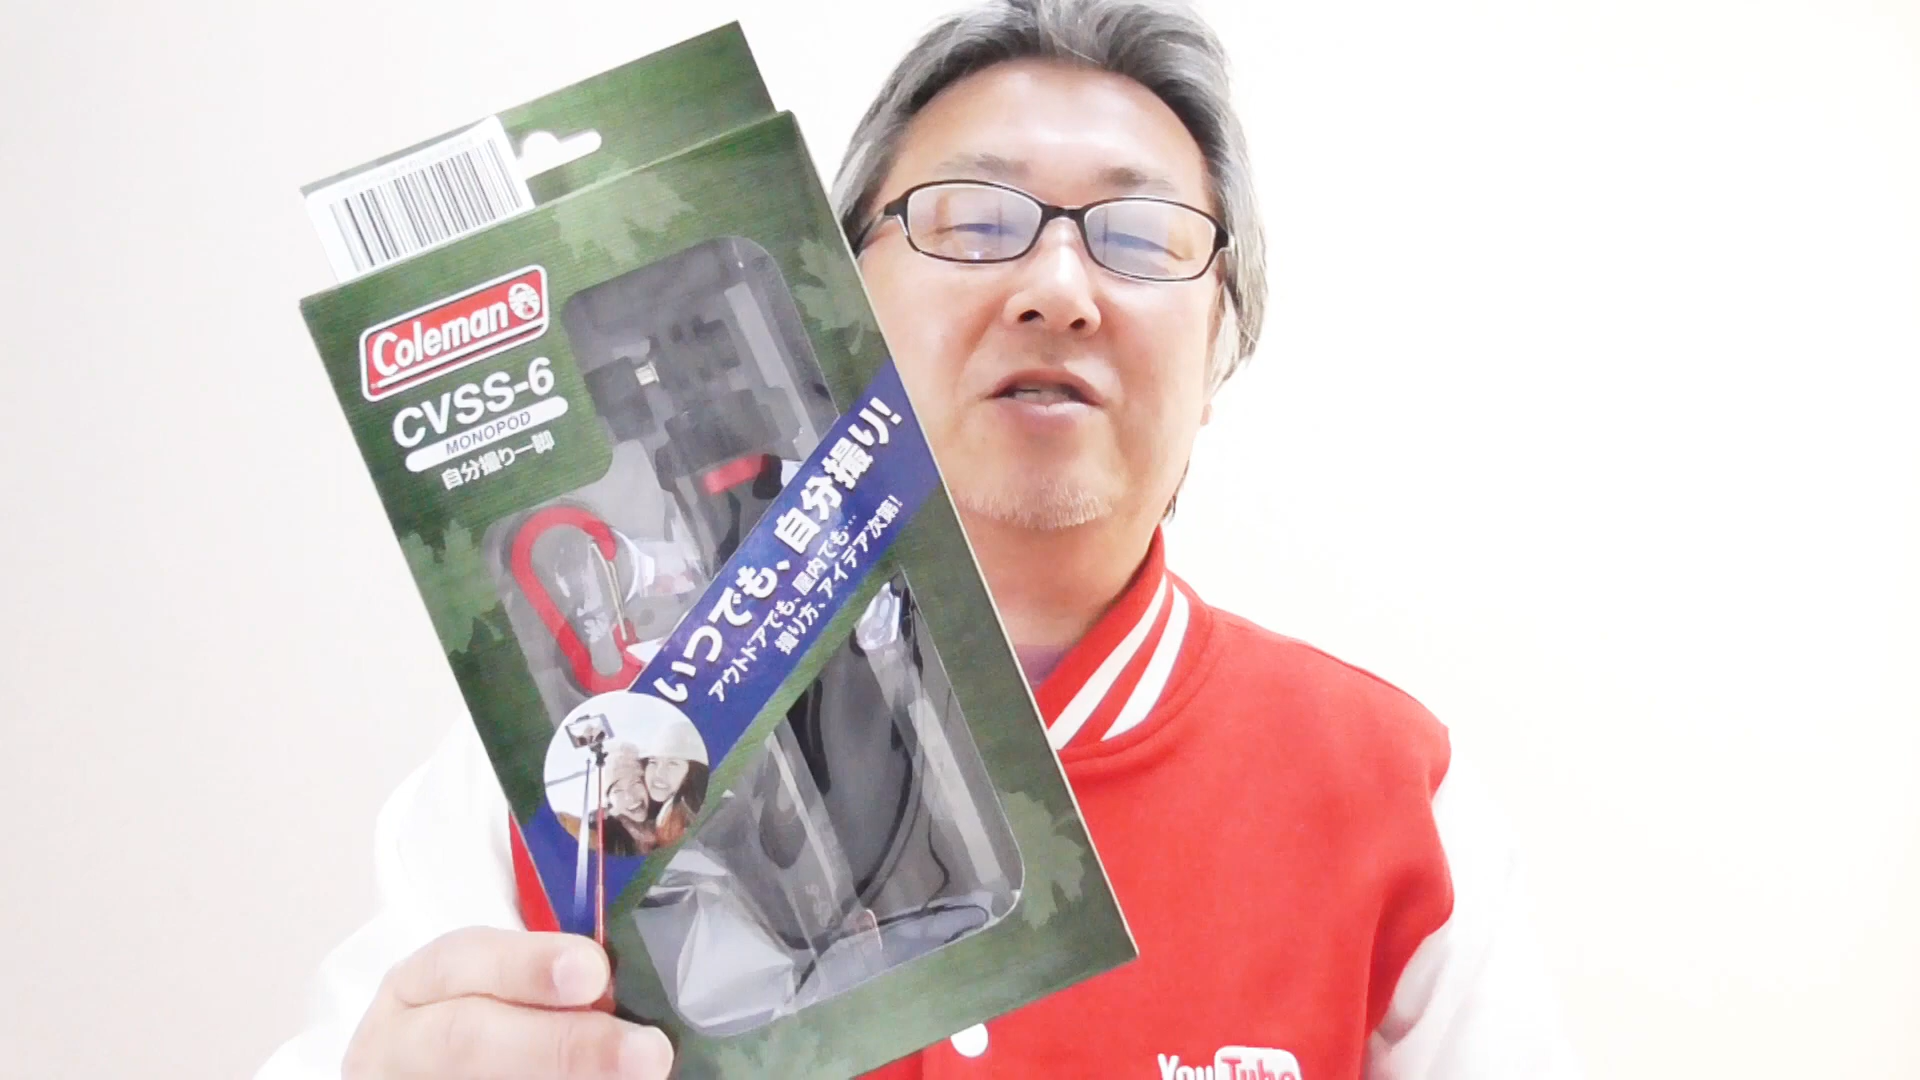 Coleman
CVSS-6
MONOPOD
自分撮り一脚
いつでも、自分撮り!
アウトドアでも、屋内でも…
撮り方、アイデア次第!
YouTube